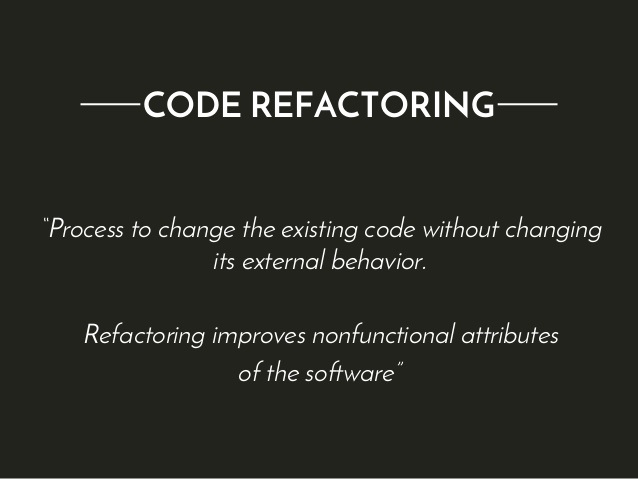 CODE REFACTORING
“Process to change the existing code without changing
its external behavior.
Refactoring improves nonfunctional attributes
of the software”